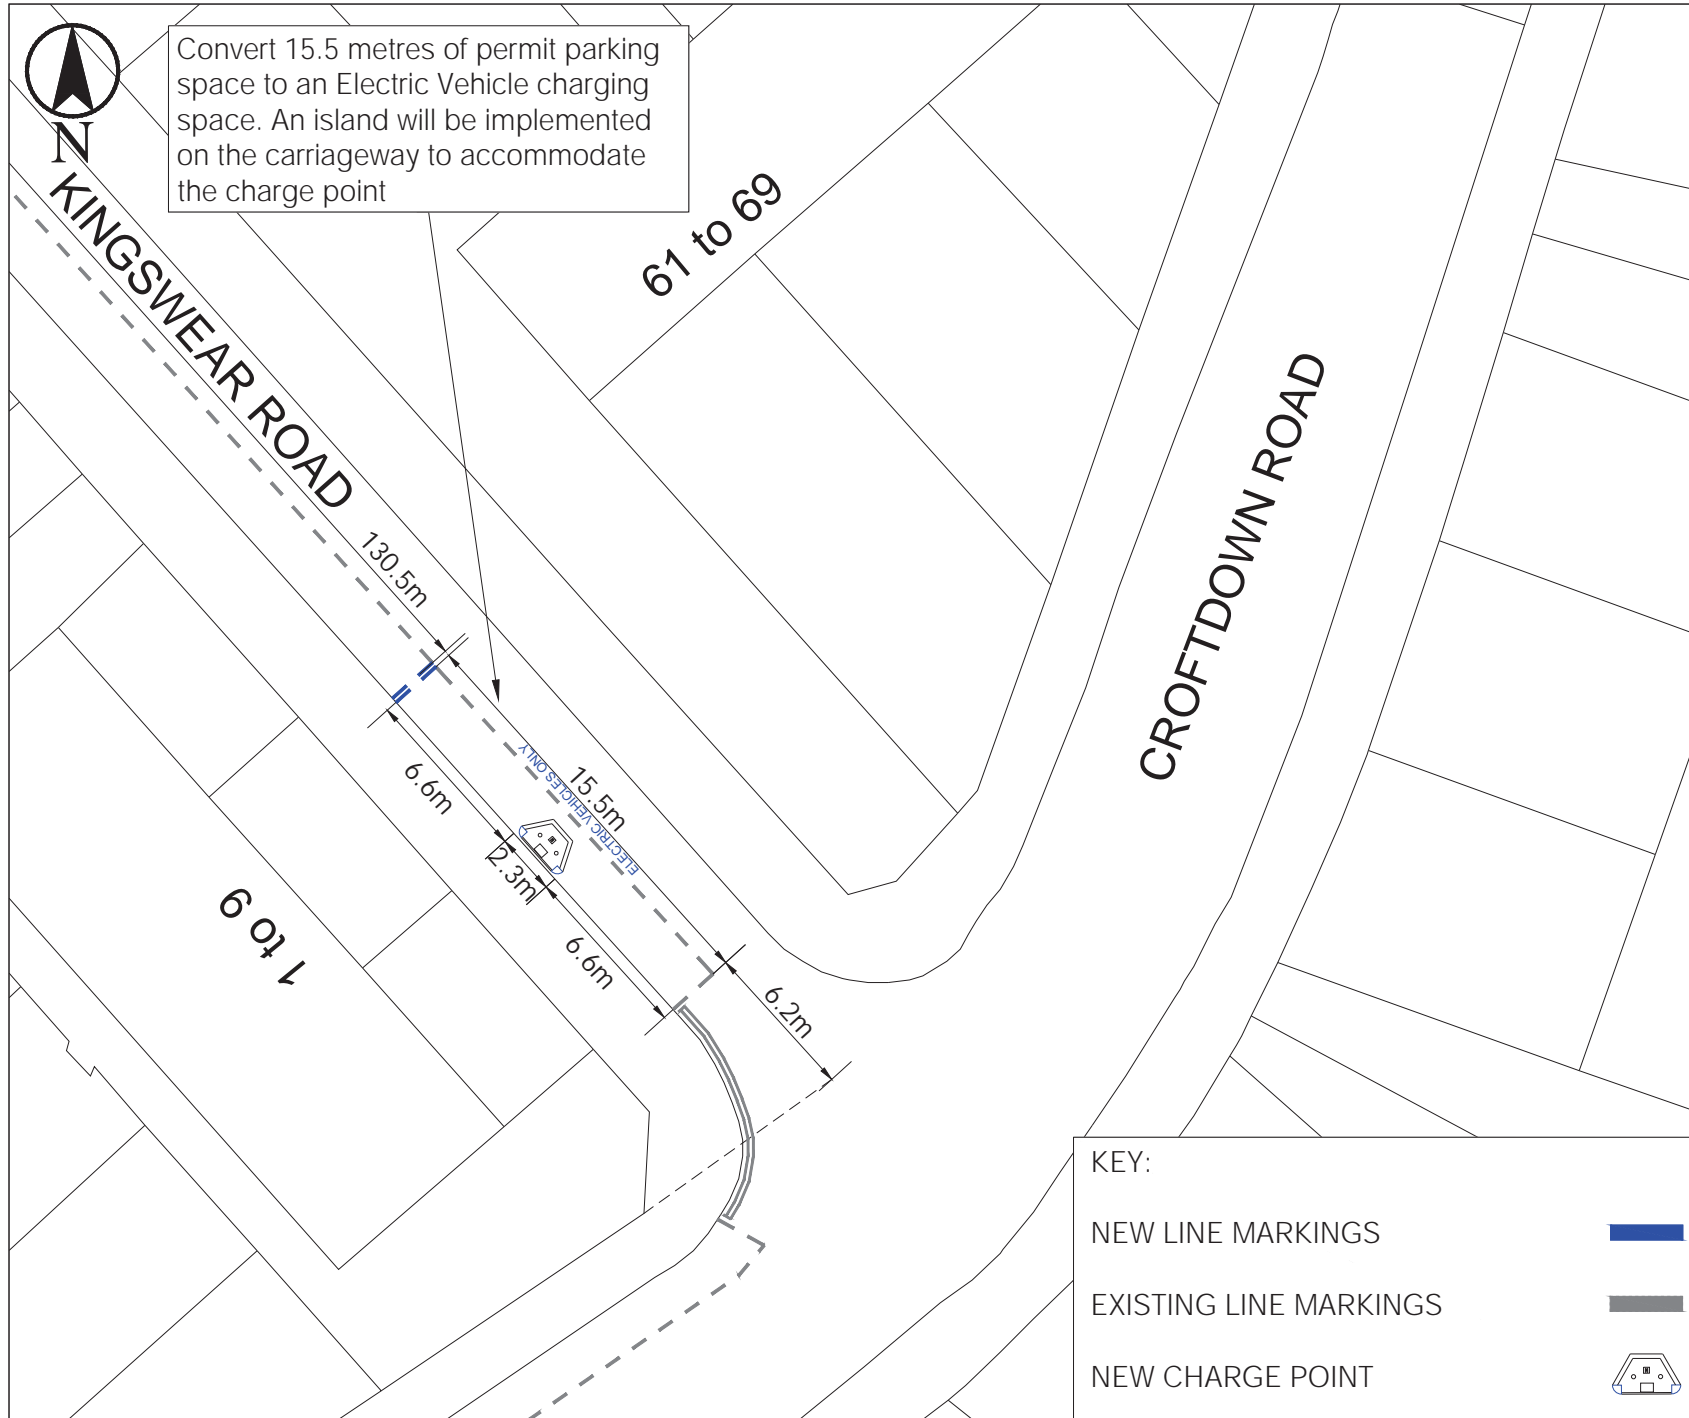 Convert 15.5 metres of permit parking
space to an Electric Vehicle charging
space. An island will be implemented
on the carriageway to accommodate
the charge point
N
KINGSWEAR ROAD
61 to 69
CROFTDOWN ROAD
130.5m
15.5m
ELECTRIC VEHICLES ONLY
6.6m
2.3m
6.6m
6.2m
1 to 9
KEY:
NEW LINE MARKINGS
EXISTING LINE MARKINGS
NEW CHARGE POINT